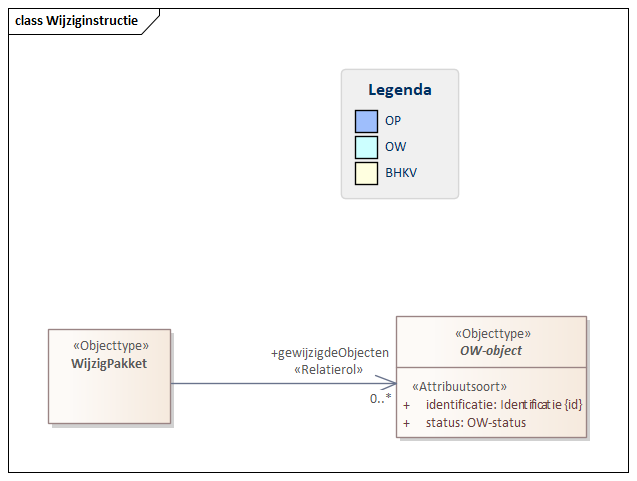 class Wijziginstructie
Legenda
OP
OW
BHKV
«Objecttype»
WijzigPakket
+gewijzigdeObjecten
«Relatierol»
0..*
«Objecttype»
OW-object
«Attribuutsoort»
+ identificatie: Identificatie {id}
+ status: OW-status